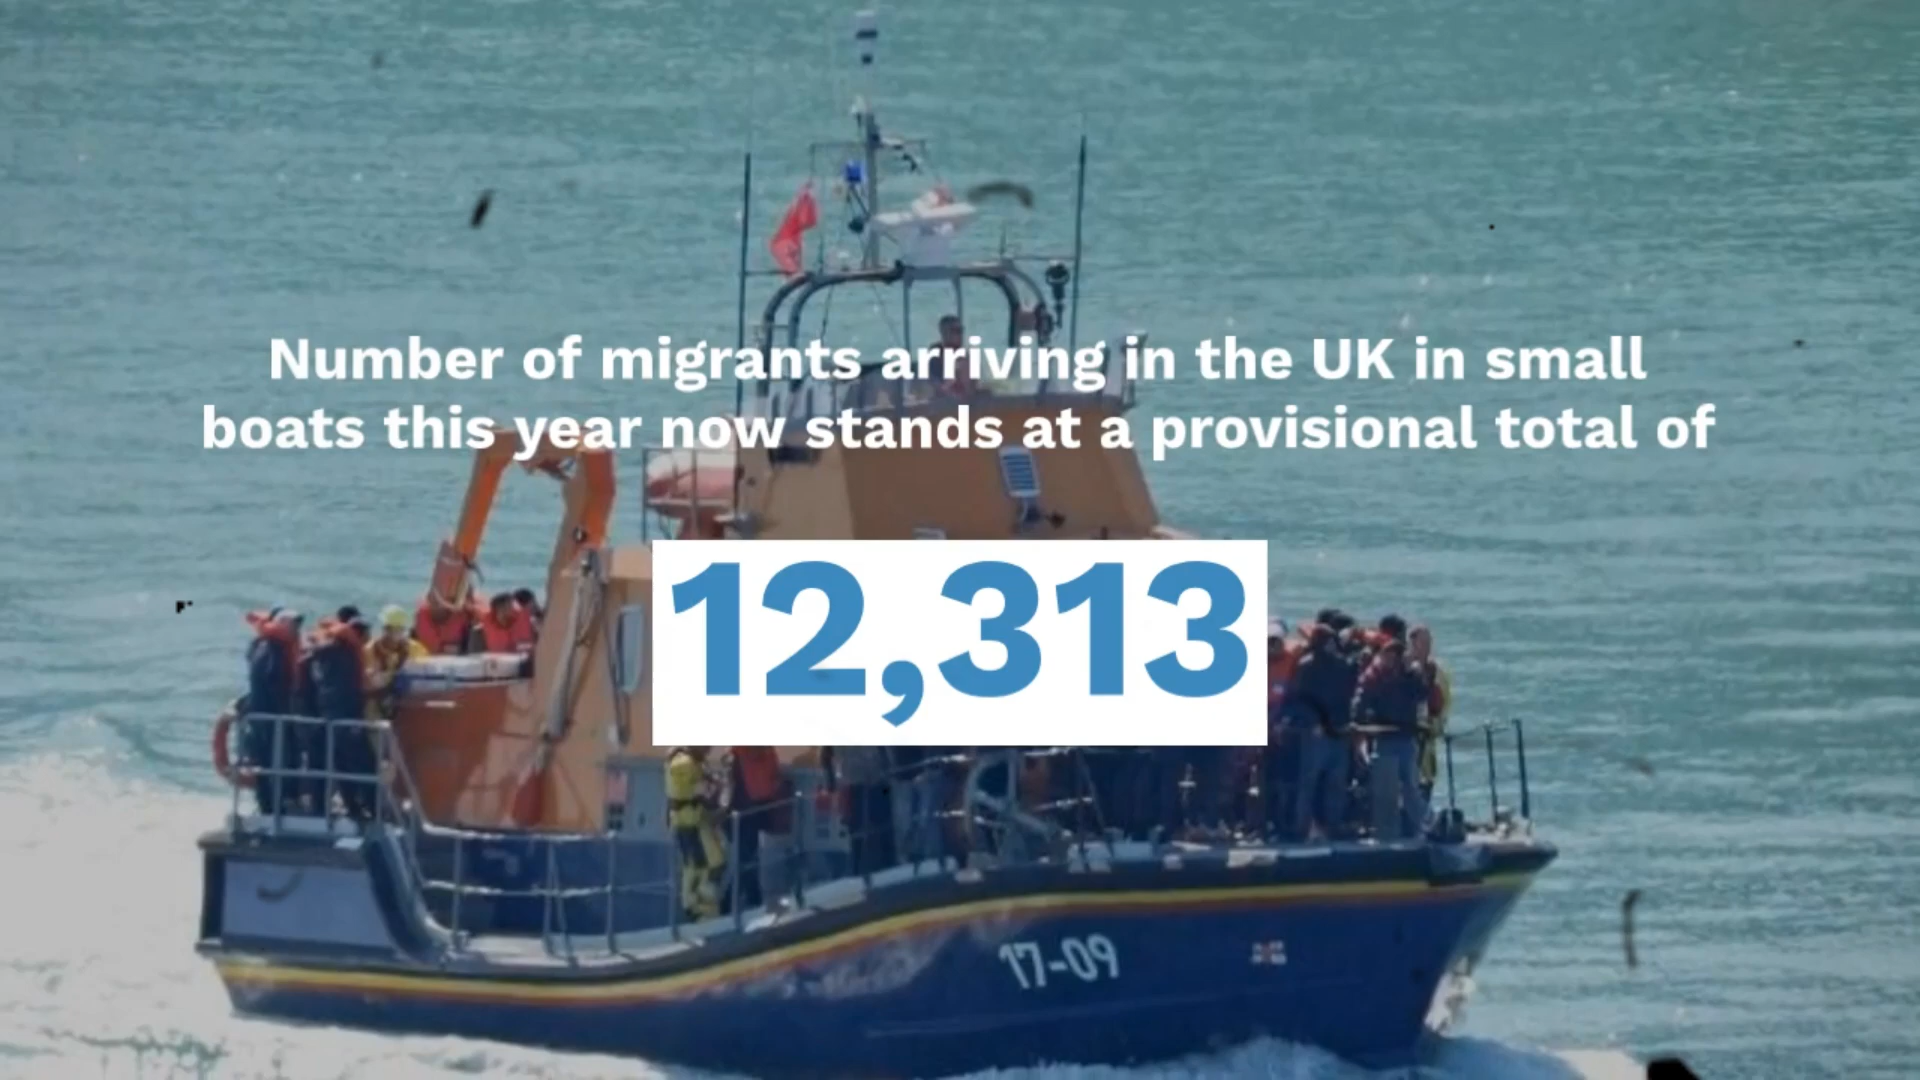 Number of migrants arriving in the UK in small
boats this year now stands at a provisional total of
12,313
17-09